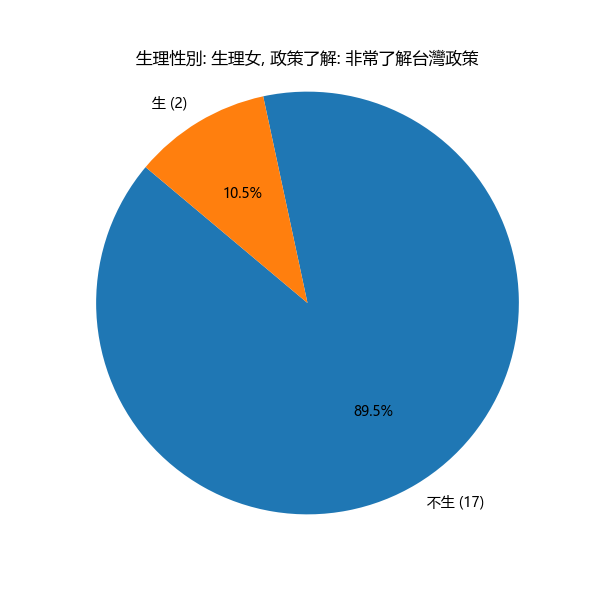 生理性別: 生理女, 政策了解: 非常了解台灣政策
生 (2)
10.5%
89.5%
不生 (17)